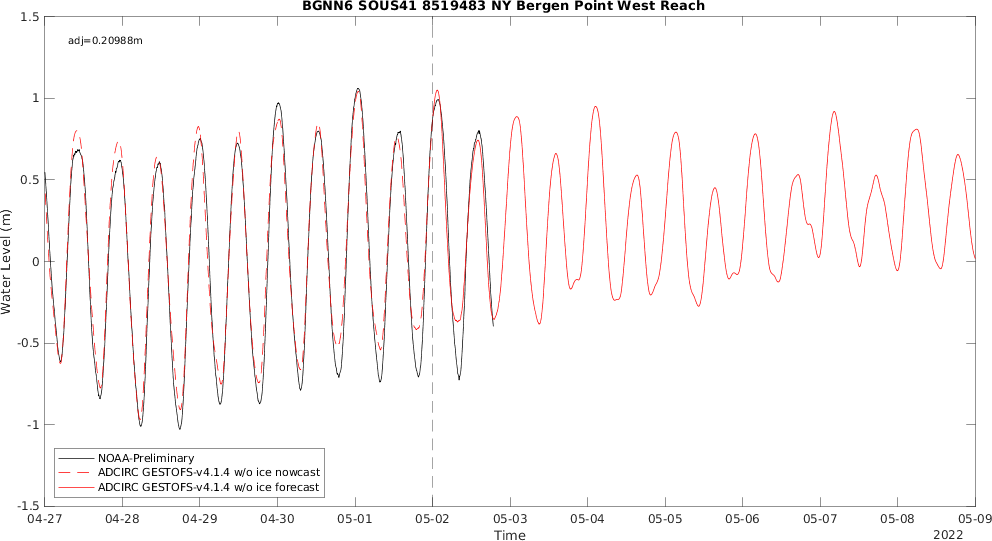 BGNN6 SOUS41 8519483 NY Bergen Point West Reach
adj=0.20988m
1.5
1
0.5
0
-0.5
-1
-1.5
Water Level (m)
NOAA-Preliminary
ADCIRC GESTOFS-v4.1.4 w/o ice nowcast
ADCIRC GESTOFS-v4.1.4 w/o ice forecast
04-27 04-28 04-29 04-30 05-01 05-02 05-03 05-04 05-05 05-06 05-07 05-08 05-09
Time
2022